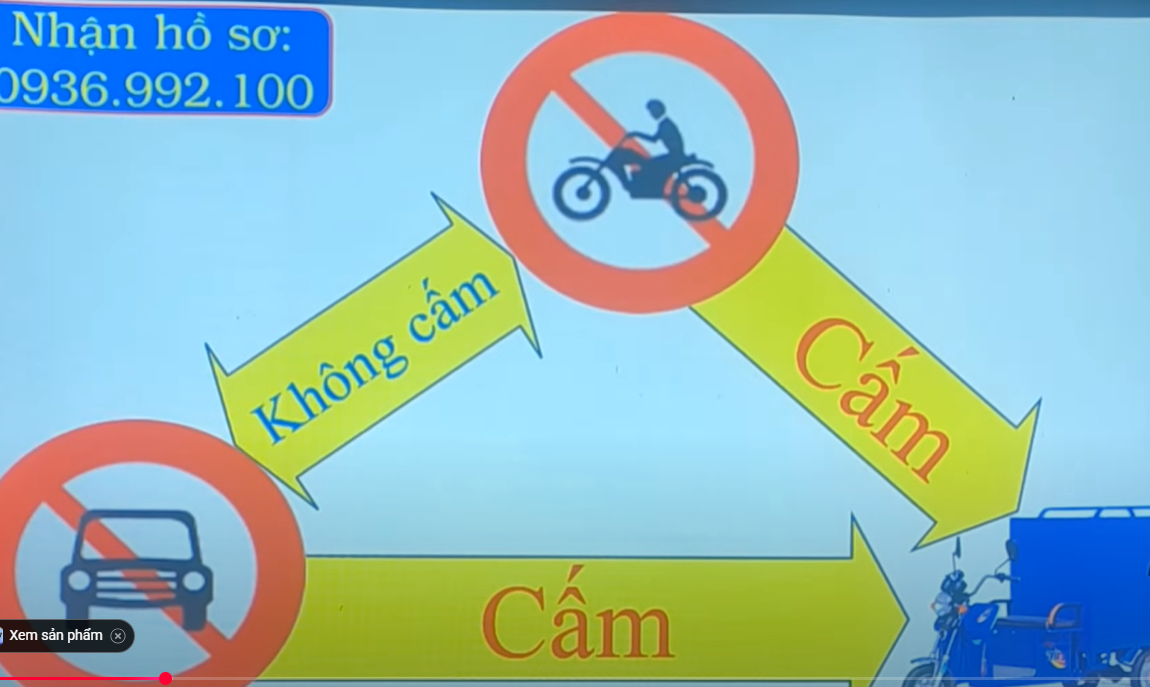 Nhận hồ sơ:
0936.992.100
Không cấm
Cấm
Cấm
Xem sản phẩm